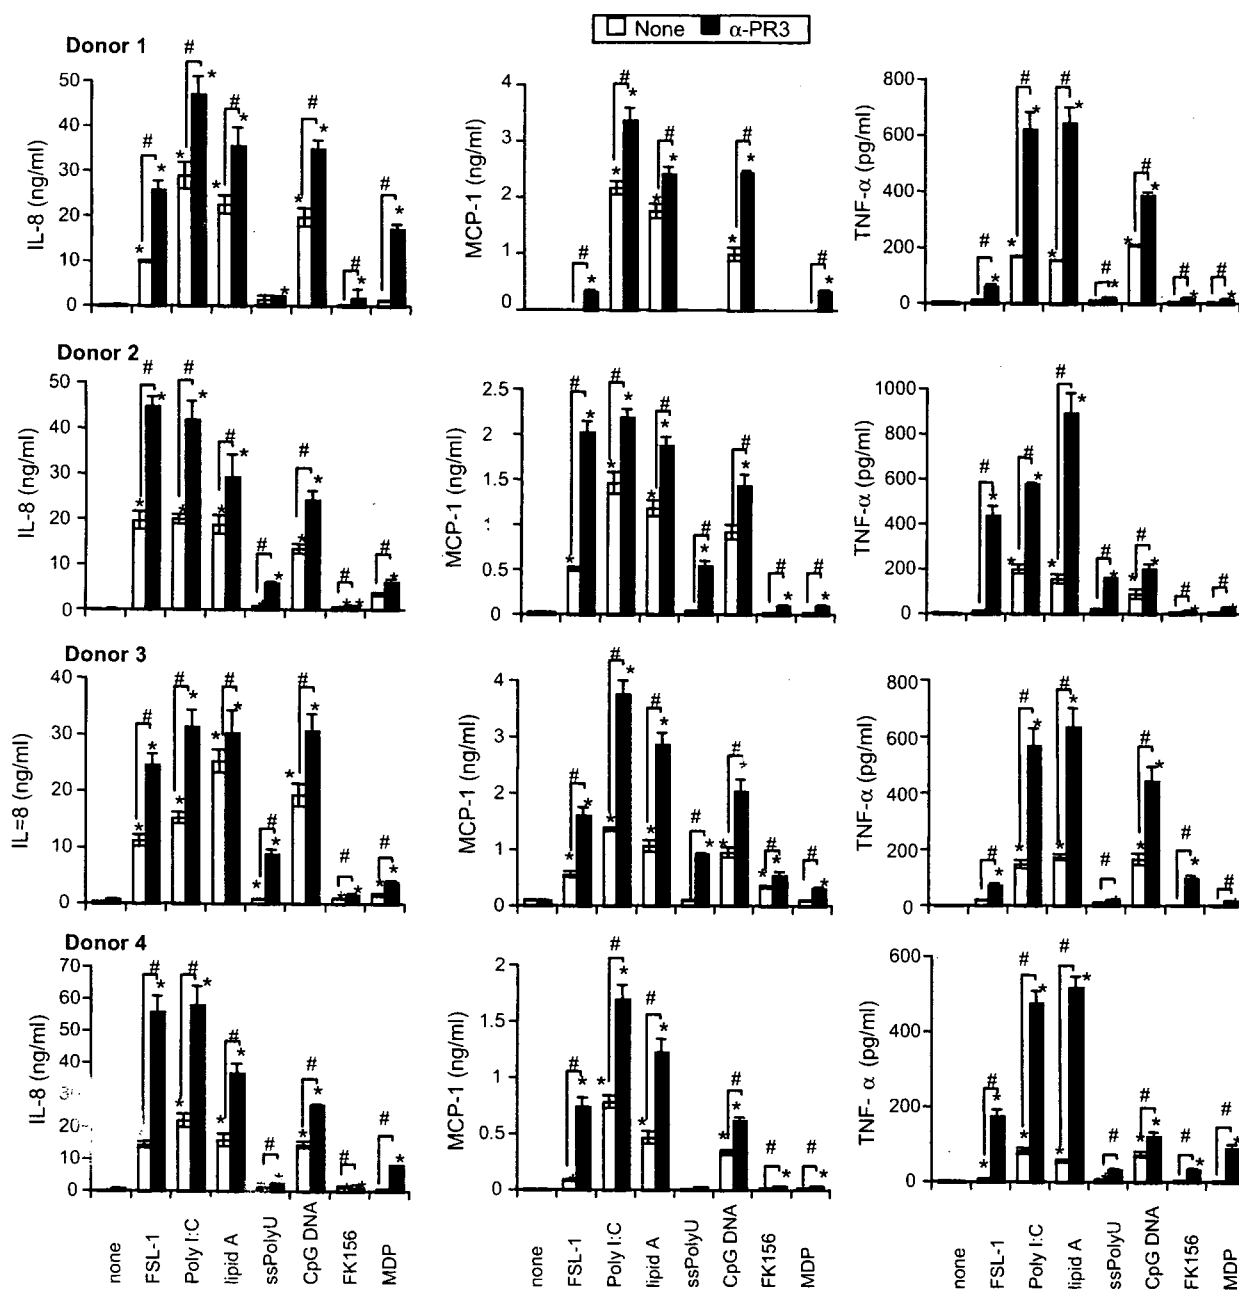 None α-PR3
Donor 1
IL-8 (ng/ml)
50
40
30
20
10
0
MCP-1 (ng/ml)
4
3
2
1
0
TNF-α (pg/ml)
800
600
400
200
0
Donor 2
IL-8 (ng/ml)
50
40
30
20
10
0
MCP-1 (ng/ml)
2.5
2
1.5
1
0.5
0
TNF-α (pg/ml)
1000
800
600
400
200
0
Donor 3
IL=8 (ng/ml)
40
30
20
10
0
MCP-1 (ng/ml)
4
3
2
1
0
TNF-α (pg/ml)
800
600
400
200
0
Donor 4
IL-8 (ng/ml)
70
60
50
40
30
20
10
0
MCP-1 (ng/ml)
2
1.5
1
0.5
0
TNF- α (pg/ml)
600
400
200
0
none
FSL-1
Poly I:C
lipid A
ssPolyU
CpG DNA
FK156
MDP
none
FSL-1
Poly I:C
lipid A
ssPolyU
CpG DNA
FK156
MDP
none
FSL-1
Poly I:C
lipid A
ssPolyU
CpG DNA
FK156
MDP